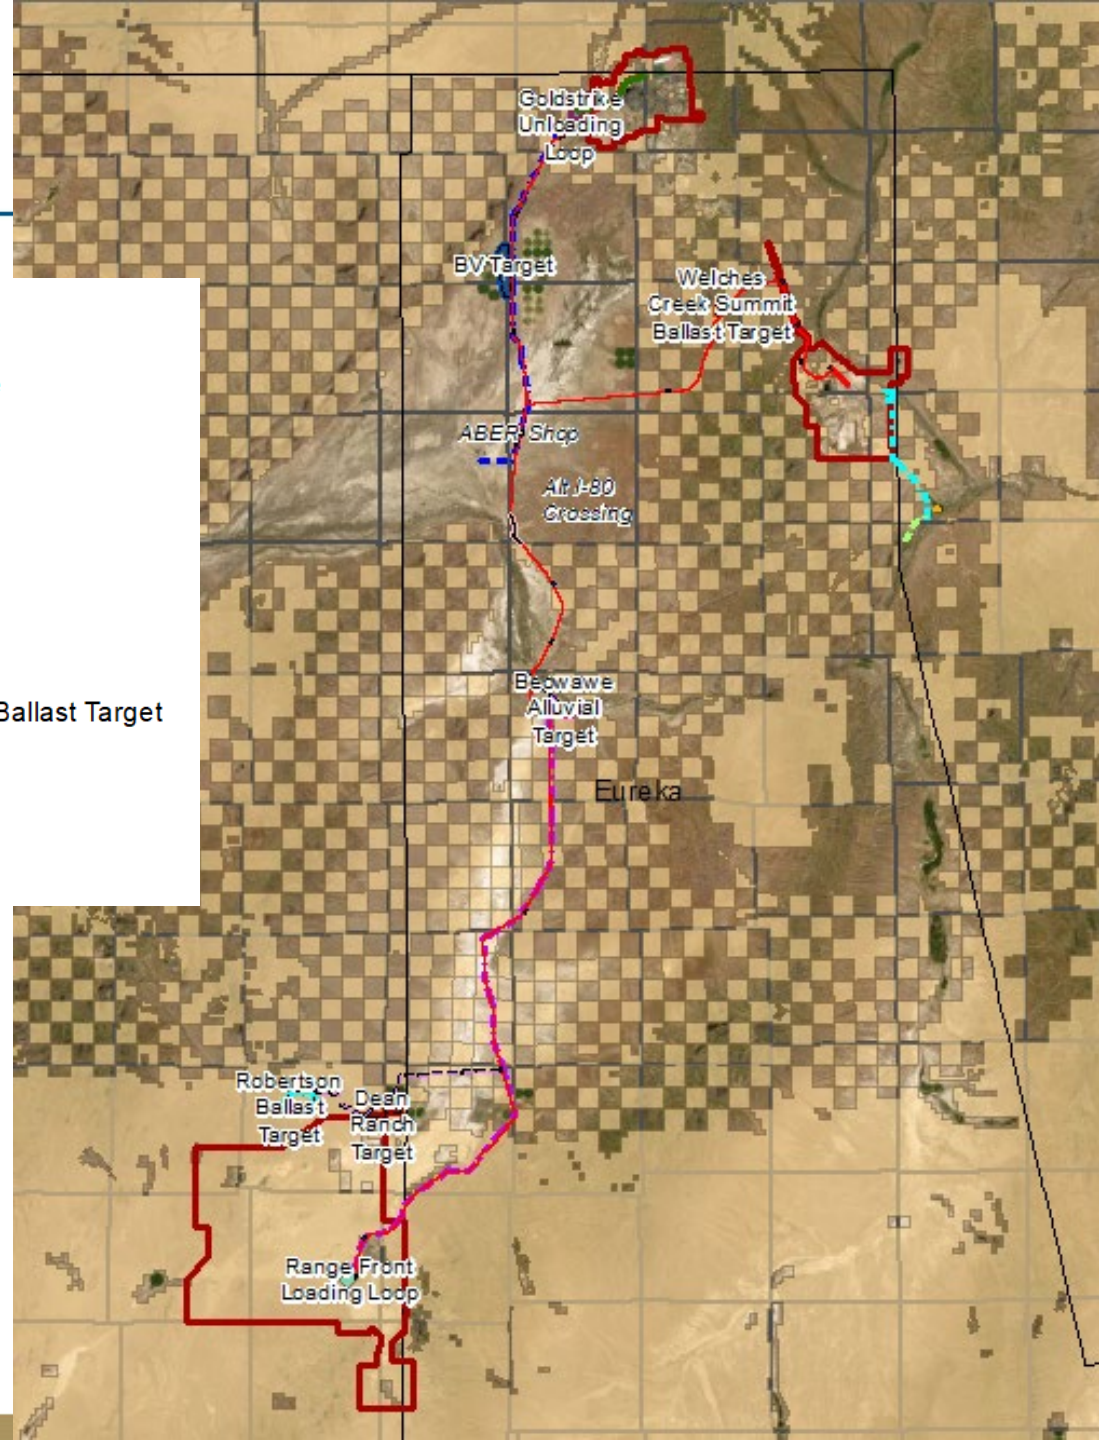 Goldstrike
Unloading
Loop
BV Target
Welches
Creek Summit
Ballast Target
ABER Shop
Alt I-80
Crossing
Beowawe
Alluvial
Target
Ballast Target
Eureka
Robertson
Ballast
Target
Dean
Ranch
Target
Range Front
Loading Loop